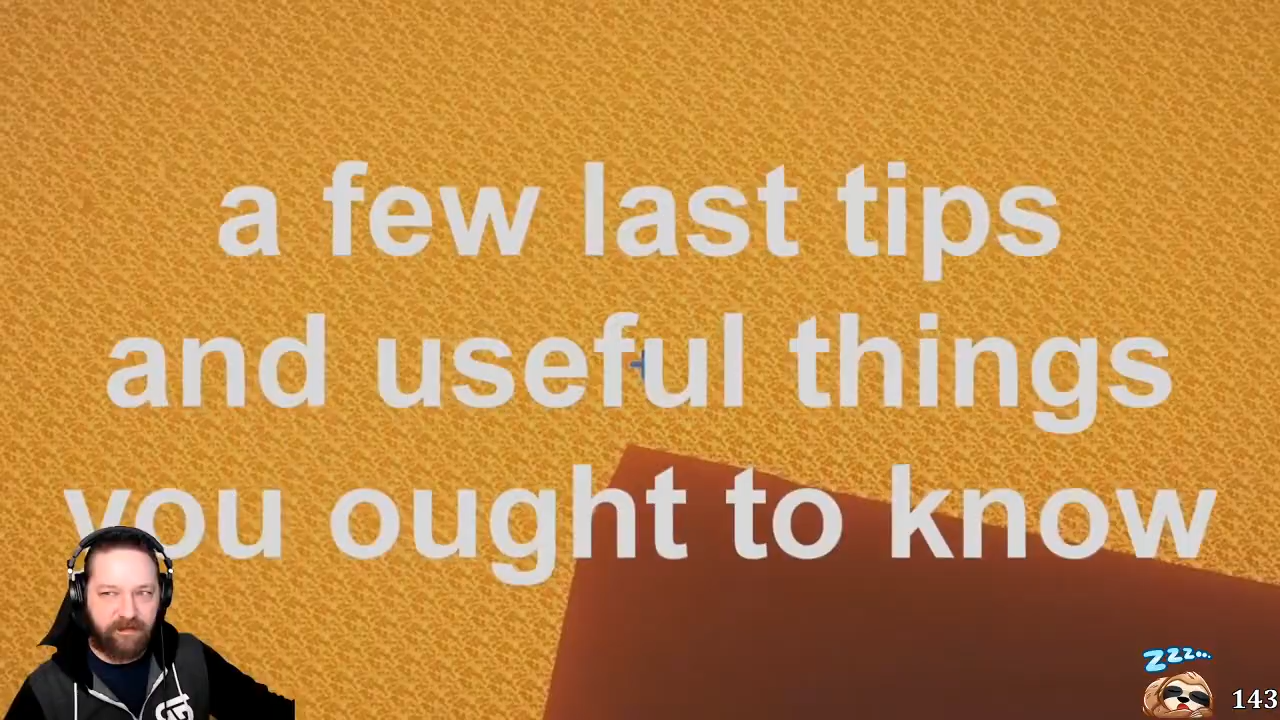 a few last tips
and useful things
you ought to know
zzz...
143